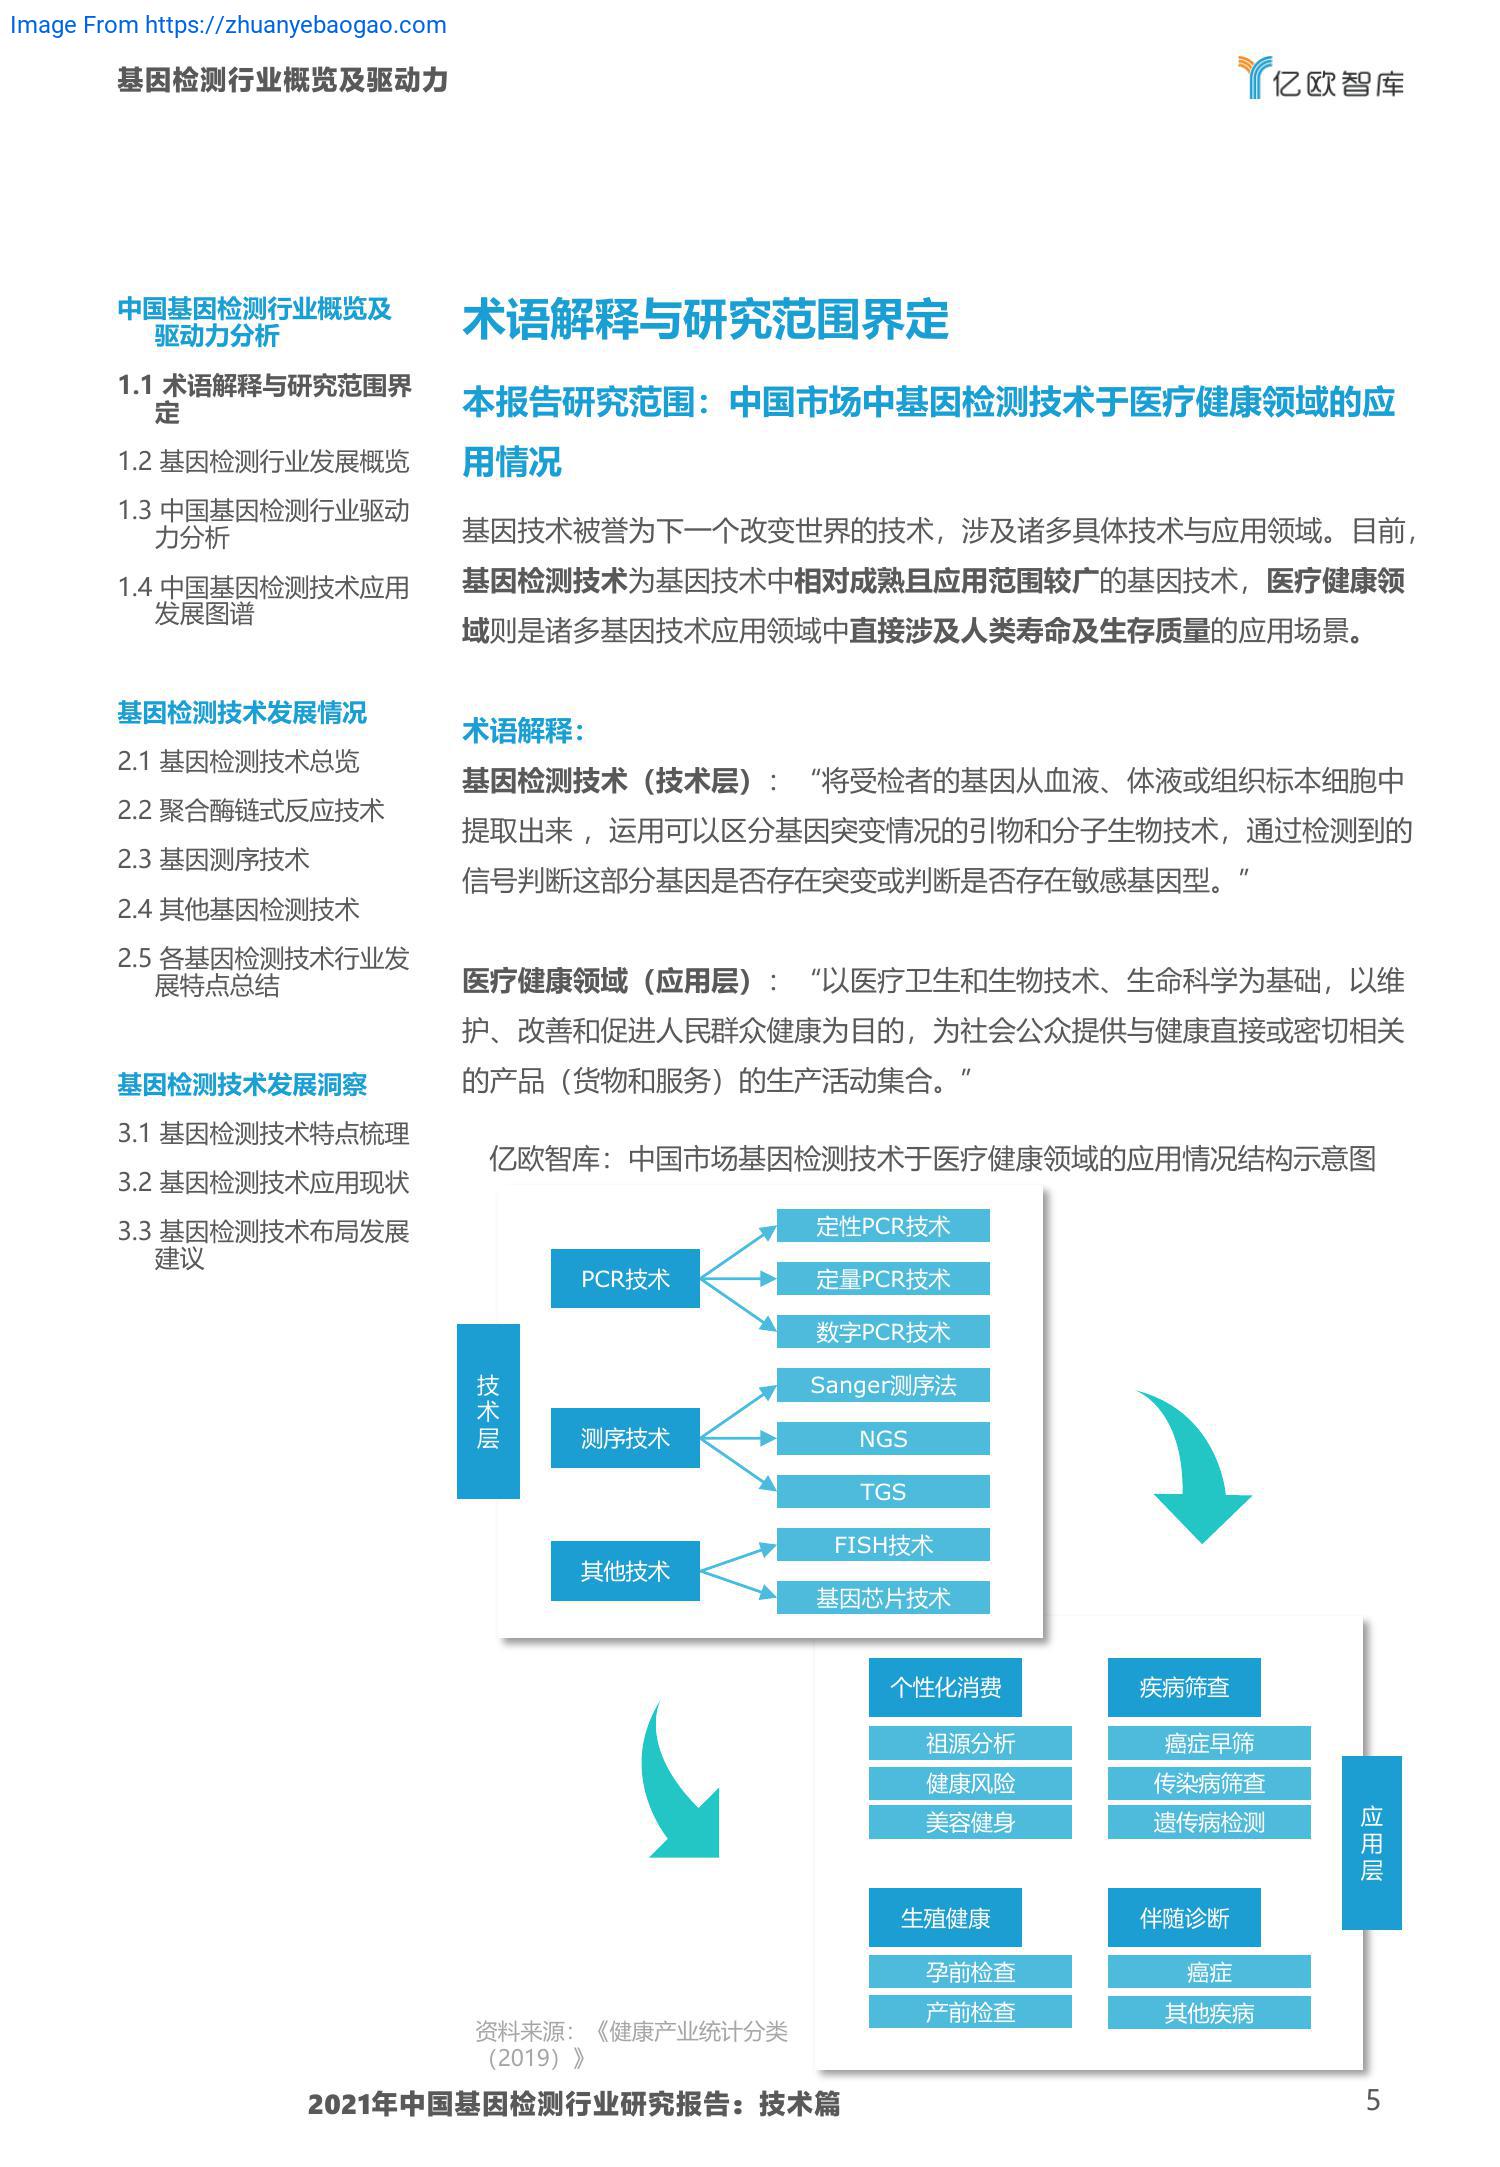 Image From https://zhuanyebaogao.com
基因检测行业概览及驱动力
亿欧智库
中国基因检测行业概览及
驱动力分析
1.1 术语解释与研究范围界
定
1.2 基因检测行业发展概览
1.3 中国基因检测行业驱动
力分析
1.4 中国基因检测技术应用
发展图谱
基因检测技术发展情况
2.1 基因检测技术总览
2.2 聚合酶链式反应技术
2.3 基因测序技术
2.4 其他基因检测技术
2.5 各基因检测技术行业发
展特点总结
基因检测技术发展洞察
3.1 基因检测技术特点梳理
3.2 基因检测技术应用现状
3.3 基因检测技术布局发展
建议
术语解释与研究范围界定
本报告研究范围：中国市场中基因检测技术于医疗健康领域的应
用情况
基因技术被誉为下一个改变世界的技术，涉及诸多具体技术与应用领域。目前，
基因检测技术为基因技术中相对成熟且应用范围较广的基因技术，医疗健康领
域则是诸多基因技术应用领域中直接涉及人类寿命及生存质量的应用场景。
术语解释：
基因检测技术（技术层）：“将受检者的基因从血液、体液或组织标本细胞中
提取出来 ，运用可以区分基因突变情况的引物和分子生物技术，通过检测到的
信号判断这部分基因是否存在突变或判断是否存在敏感基因型。”
医疗健康领域（应用层）：“以医疗卫生和生物技术、生命科学为基础，以维
护、改善和促进人民群众健康为目的，为社会公众提供与健康直接或密切相关
的产品（货物和服务）的生产活动集合。”
亿欧智库：中国市场基因检测技术于医疗健康领域的应用情况结构示意图
技术层
PCR技术
定性PCR技术
定量PCR技术
数字PCR技术
测序技术
Sanger测序法
NGS
TGS
其他技术
FISH技术
基因芯片技术
个性化消费
祖源分析
健康风险
美容健身
疾病筛查
癌症早筛
传染病筛查
遗传病检测
应用层
生殖健康
孕前检查
产前检查
伴随诊断
癌症
其他疾病
资料来源：《健康产业统计分类
（2019）》
2021年中国基因检测行业研究报告：技术篇
5